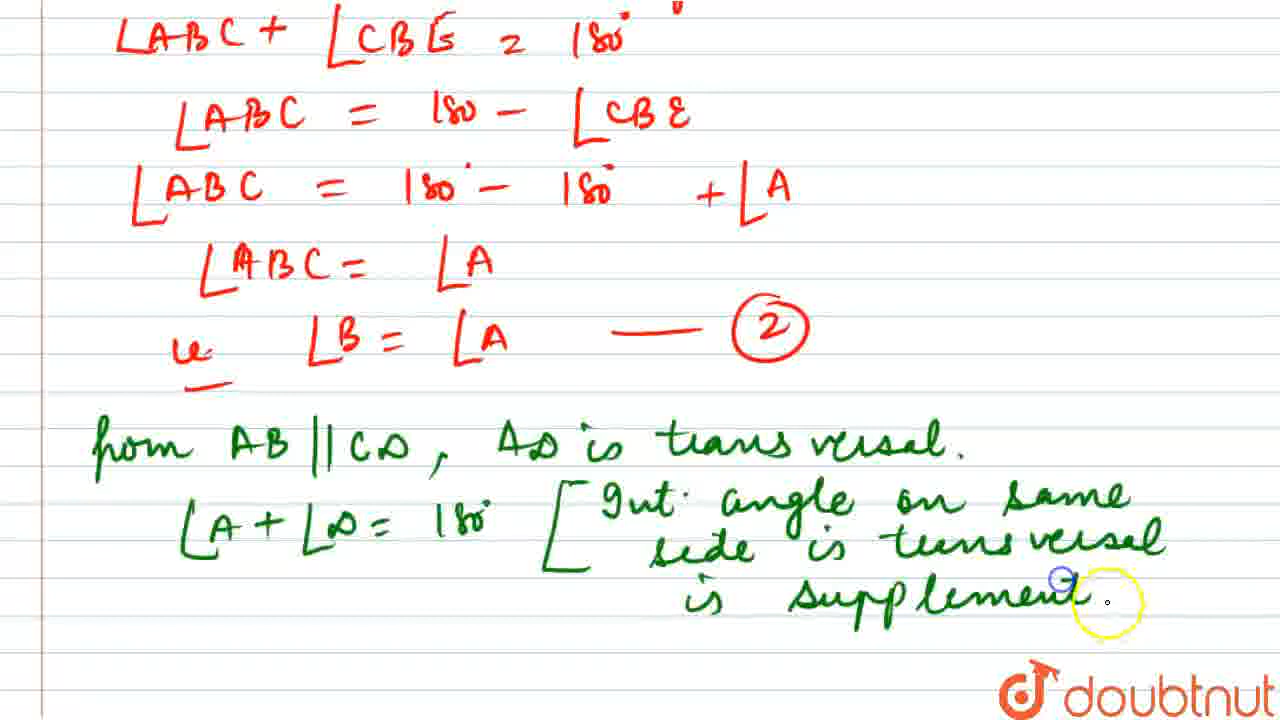 ∠ABC + ∠CBE = 180°
∠ABC = 180 - ∠CBE
∠ABC = 180° - 180° + ∠A
∠ABC = ∠A
ie ∠B = ∠A — 2
from AB || CD, AD is transversal.
∠A + ∠D = 180° [Int. angle on same
side is transversal
is supplement
doubtnut